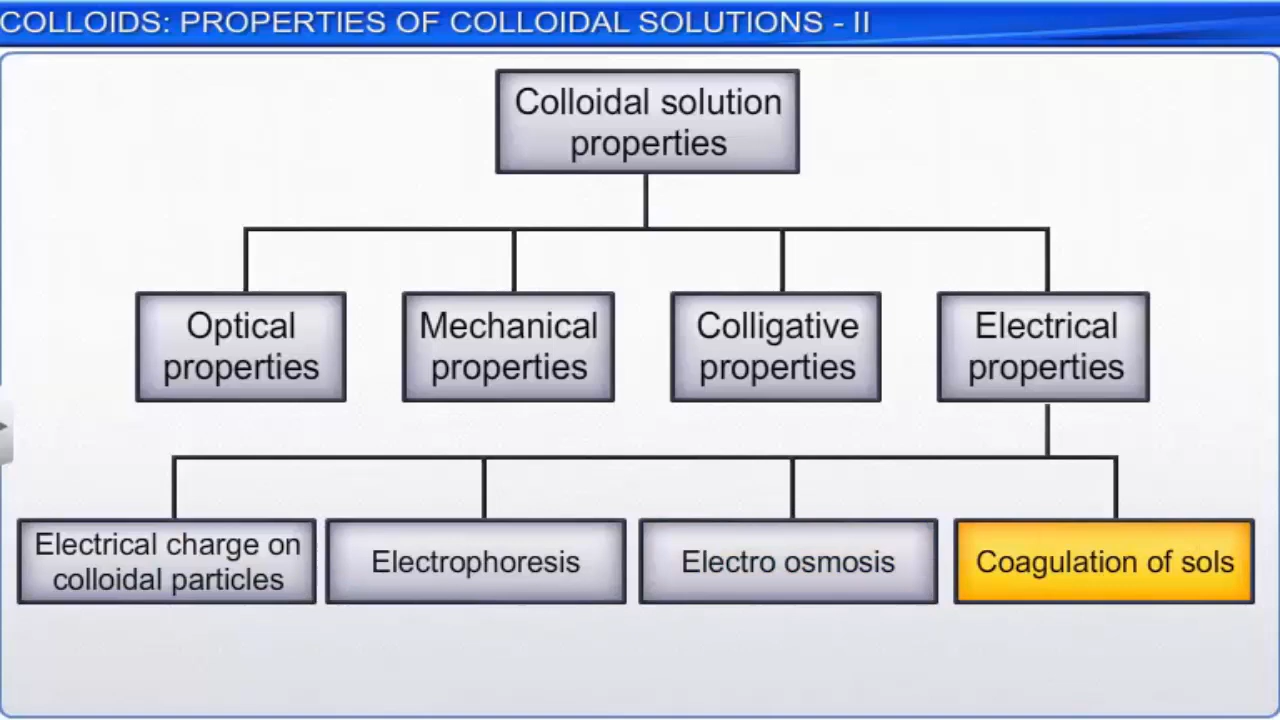 COLLOIDS: PROPERTIES OF COLLOIDAL SOLUTIONS - II
Colloidal solution
properties
Optical
properties
Mechanical
properties
Colligative
properties
Electrical
properties
Electrical charge on
colloidal particles
Electrophoresis
Electro osmosis
Coagulation of sols